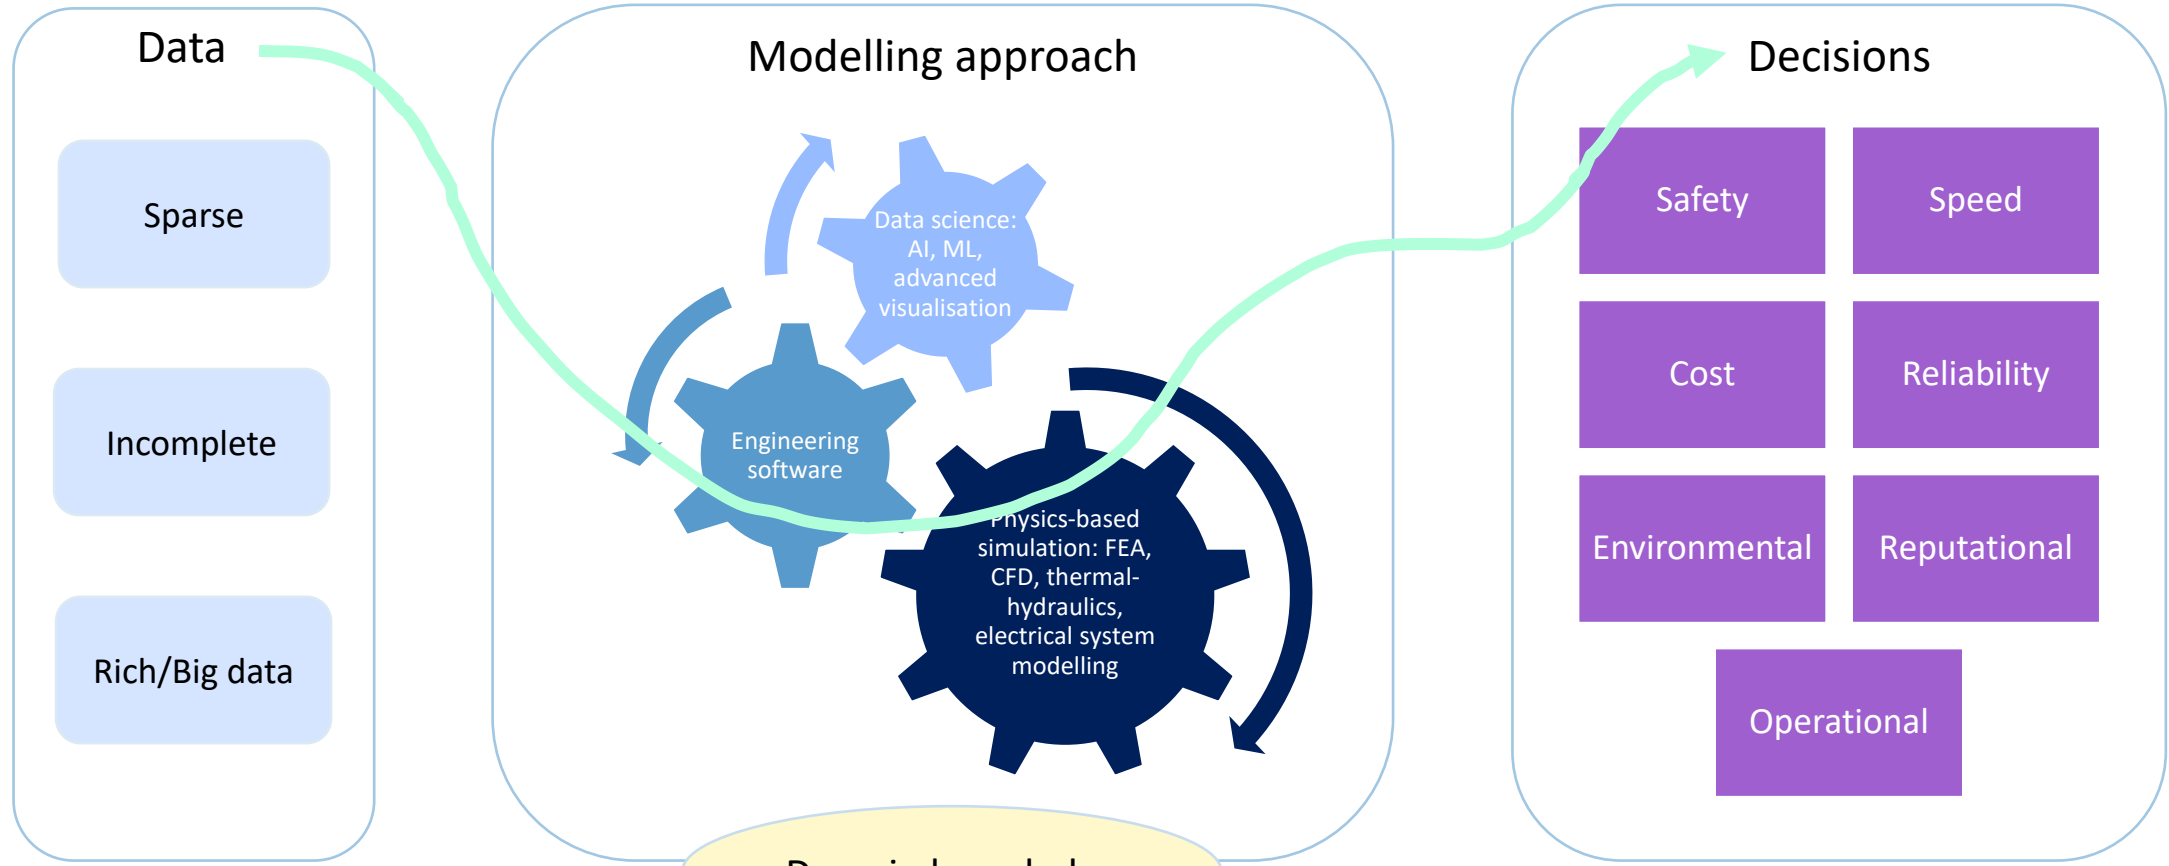 Data
Sparse
Incomplete
Rich/Big data
Modelling approach
Data science:
AI, ML,
advanced
visualisation
Engineering
software
Physics-based
simulation: FEA,
CFD, thermal-
hydraulics,
electrical system
modelling
Decisions
Safety
Speed
Cost
Reliability
Environmental
Reputational
Operational